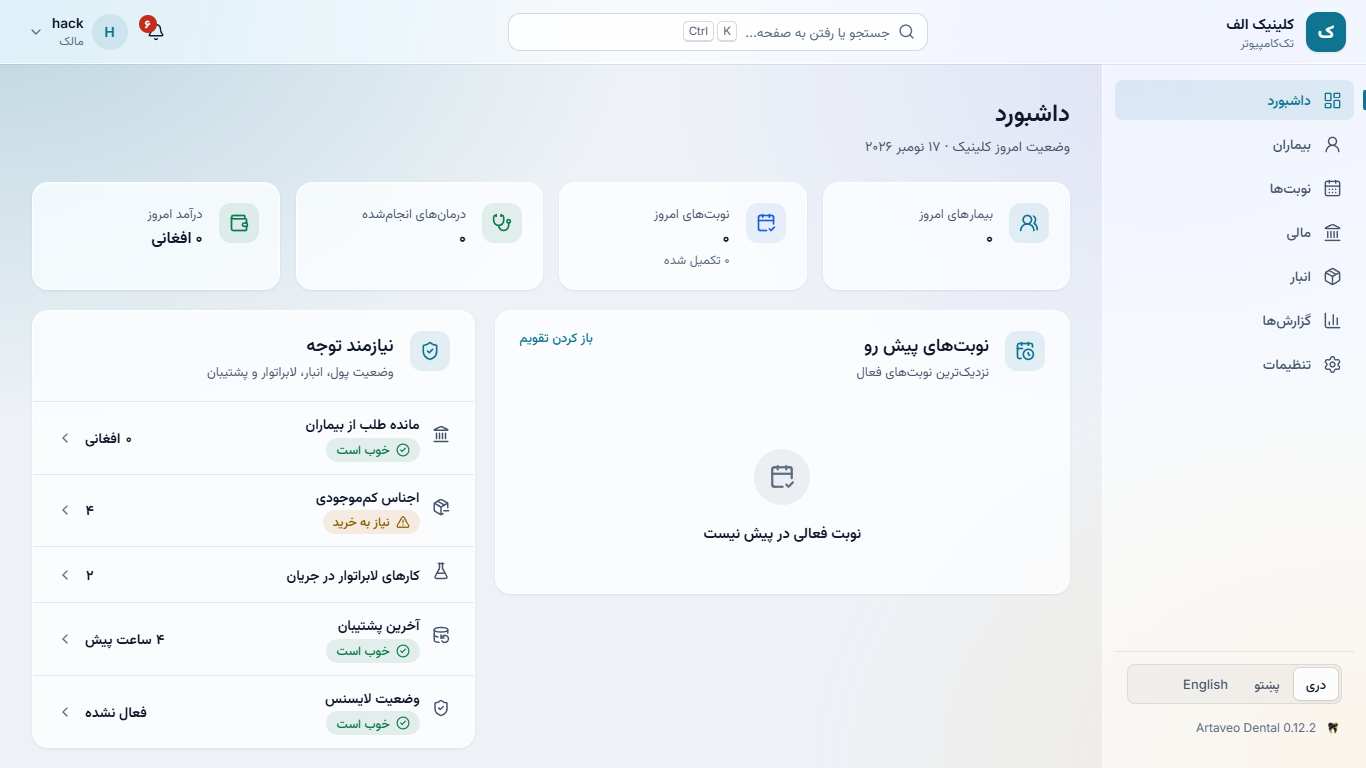 کلینیک الف
تک‌کامپیوتر
جستجو یا رفتن به صفحه...
Ctrl K
۶
H
hack
مالک
ک
داشبورد
بیماران
نوبت‌ها
مالی
انبار
گزارش‌ها
تنظیمات
دری
پښتو
English
Artaveo Dental 0.12.2
داشبورد
وضعیت امروز کلینیک · ۱۷ نومبر ۲۰۲۶
بیمارهای امروز
۰
نوبت‌های امروز
۰
۰ تکمیل شده
درمان‌های انجام‌شده
۰
درآمد امروز
۰ افغانی
نوبت‌های پیش رو
نزدیک‌ترین نوبت‌های فعال
باز کردن تقویم
نوبت فعالی در پیش نیست
نیازمند توجه
وضعیت پول، انبار، لابراتوار و پشتیبان
مانده طلب از بیماران
خوب است
۰ افغانی
اجناس کم‌موجودی
نیاز به خرید
۴
کارهای لابراتوار در جریان
۲
آخرین پشتیبان
خوب است
۴ ساعت پیش
وضعیت لایسنس
خوب است
فعال نشده